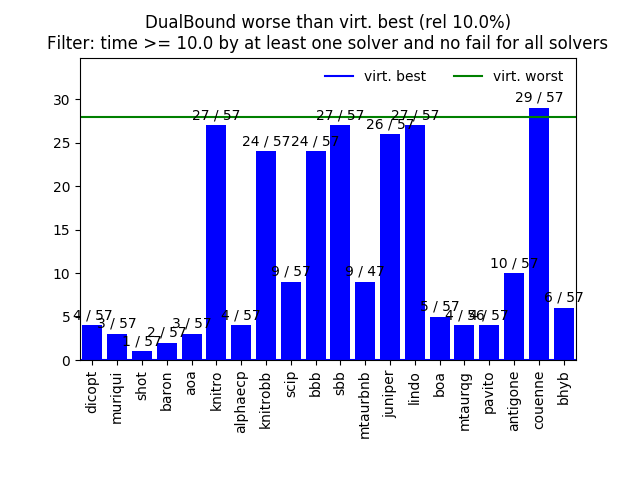 DualBound worse than virt. best (rel 10.0%)
Filter: time >= 10.0 by at least one solver and no fail for all solvers
virt. best
virt. worst
30
25
20
15
10
5
0
4 / 57
3 / 57
1 / 57
2 / 57
3 / 57
27 / 57
4 / 57
24 / 57
9 / 57
24 / 57
27 / 57
9 / 47
26 / 57
27 / 57
5 / 57
4 / 56
4 / 57
10 / 57
29 / 57
6 / 57
dicopt
muriqui
shot
baron
aoa
knitro
alphaecp
knitrobb
scip
bbb
sbb
mtaurbnb
juniper
lindo
boa
mtaurqg
pavito
antigone
couenne
bhyb